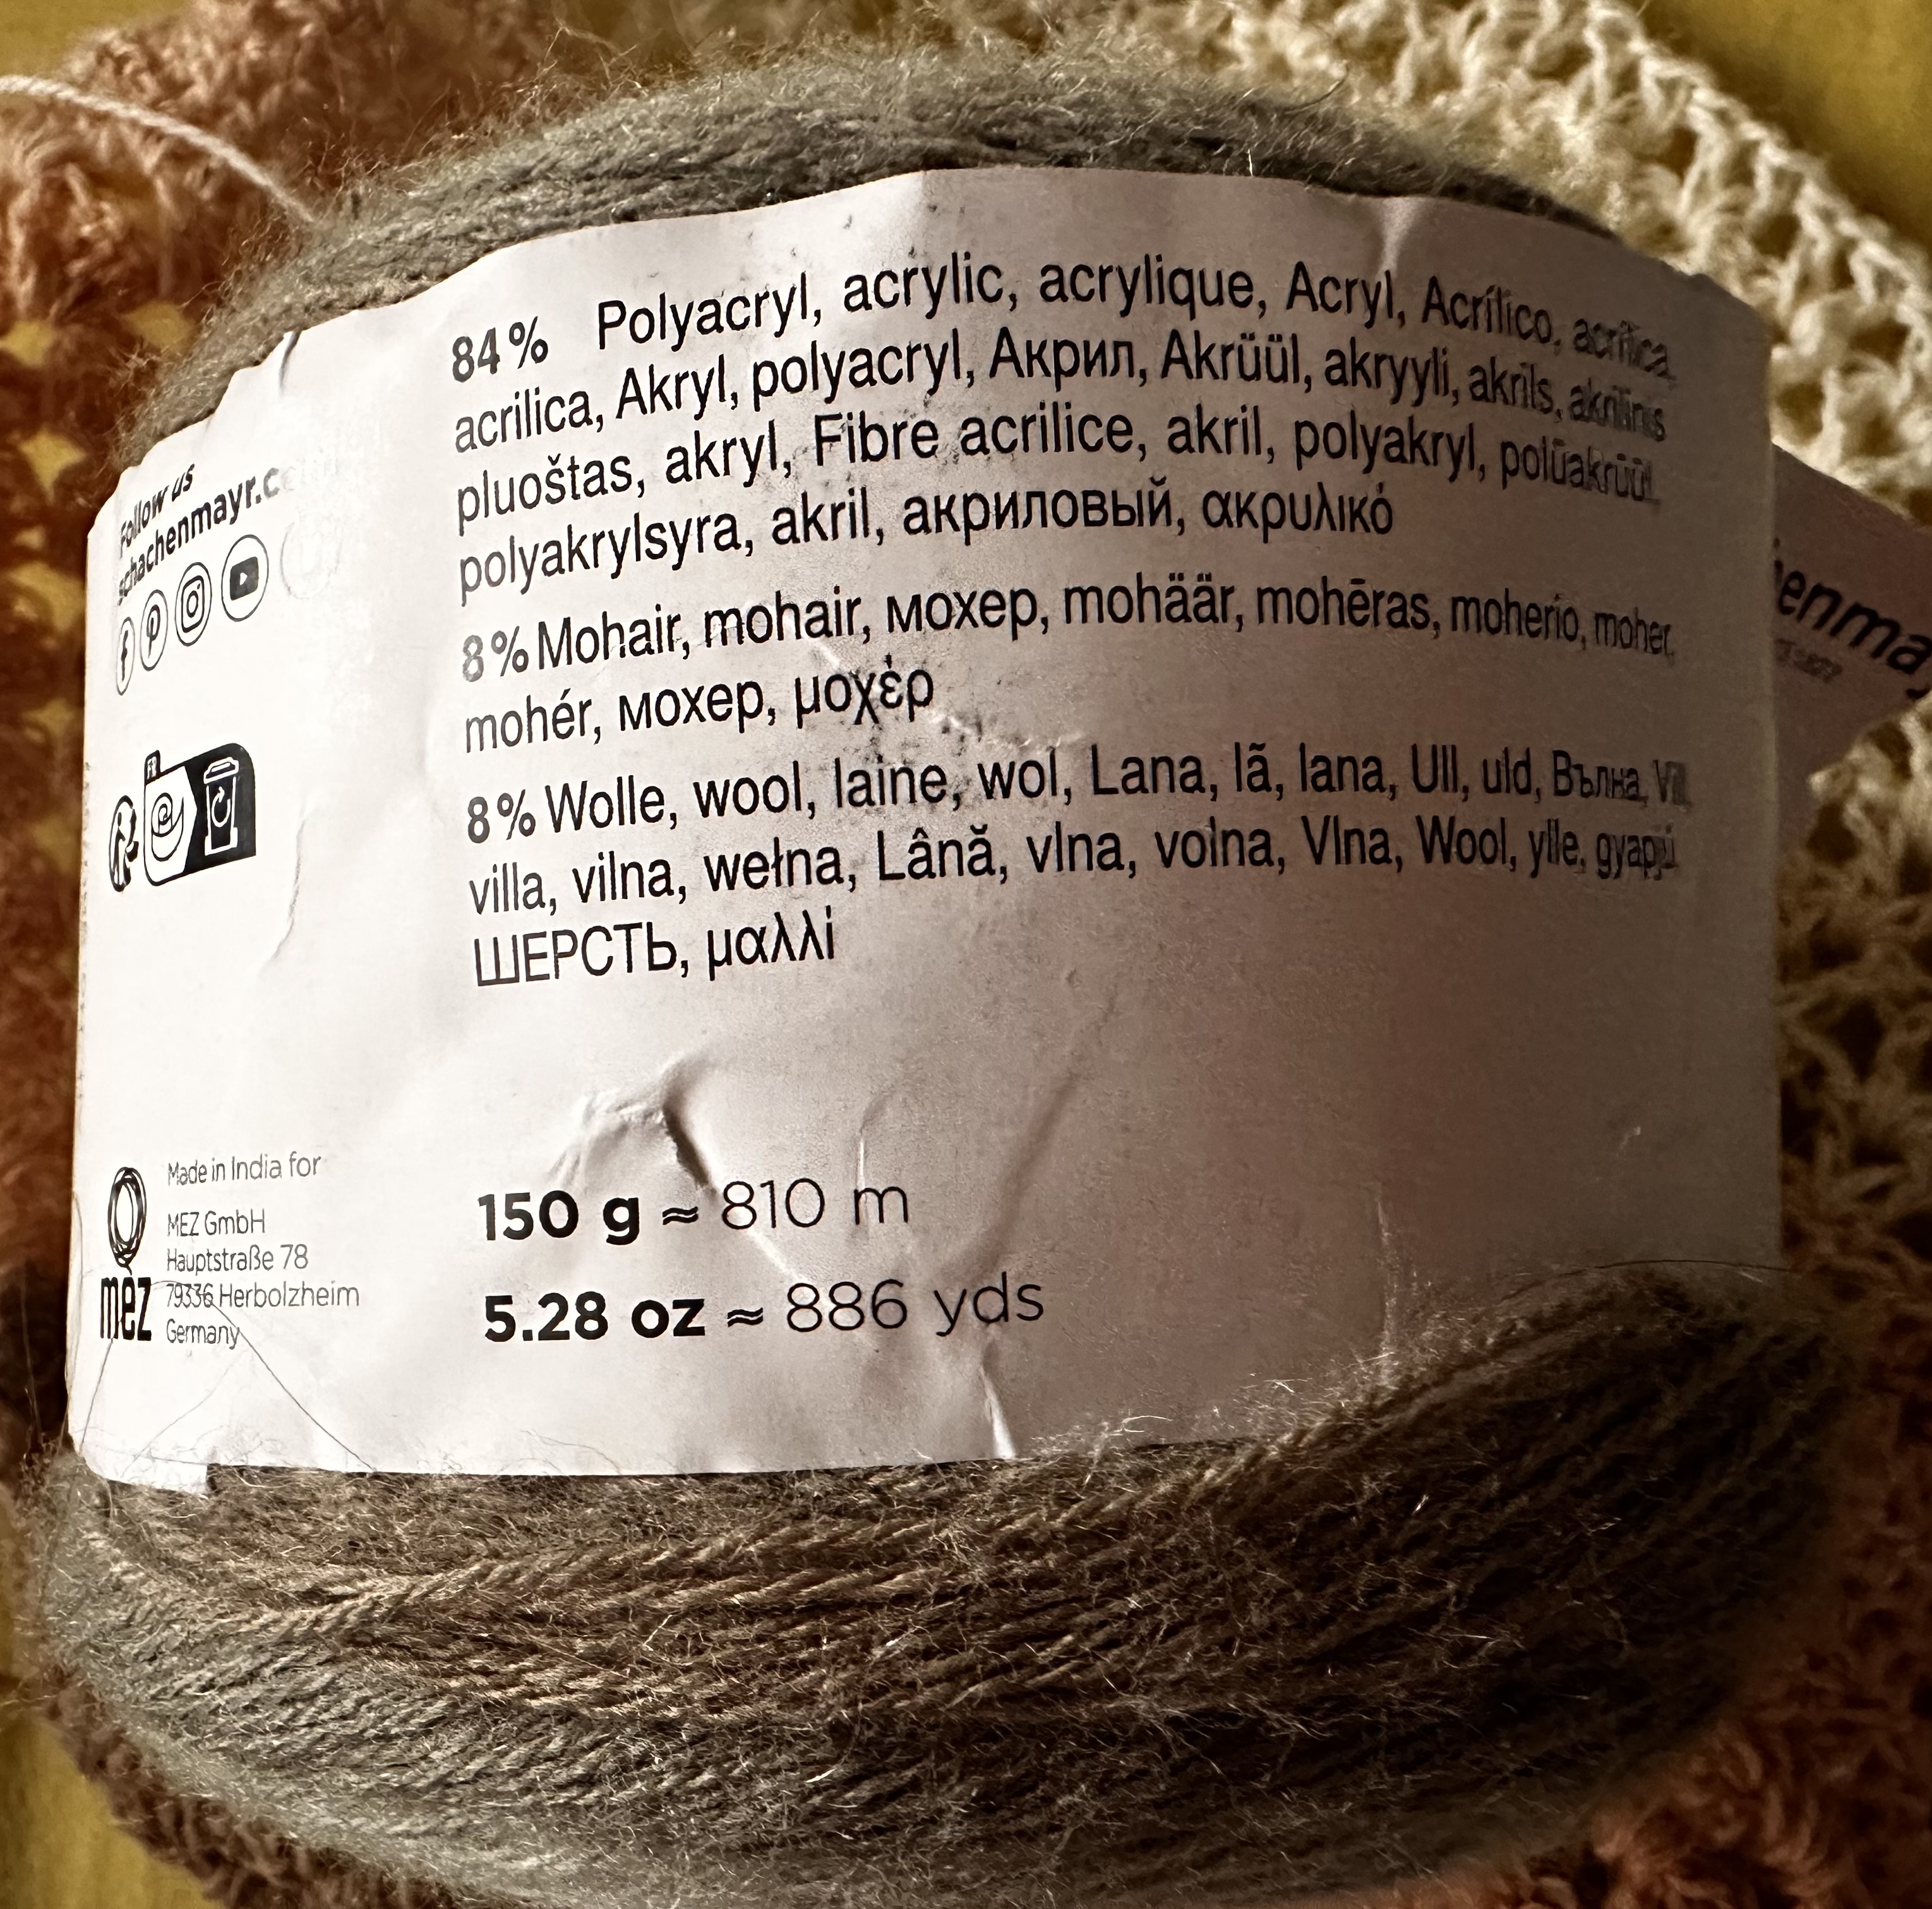 84% Polyacryl, acrylic, acrylique, Acryl, Acrílico, acrílica,
acrilica, Akryl, polyacryl, Акрил, Akrüül, akryyli, akrils, akrilinis
pluoštas, akryl, Fibre acrilice, akril, polyakryl, polüakrüül,
polyakrylsyra, akril, акриловый, ακρυλικό
8% Mohair, mohair, мохер, mohäär, mohēras, moherio, moher,
mohér, мохер, μοχέρ
8% Wolle, wool, laine, wol, Lana, lã, lana, Ull, uld, Вълна,
villa, vilna, wełna, Lână, vlna, volna, Vlna, Wool, ylle,
ШЕРСТЬ, μαλλί
150 g ≈ 810 m
5.28 oz ≈ 886 yds
Follow us
schachenmayr.c
FR
Made in India for
MEZ GmbH
Hauptstraße 78
79336 Herbolzheim
Germany
mez
enmay